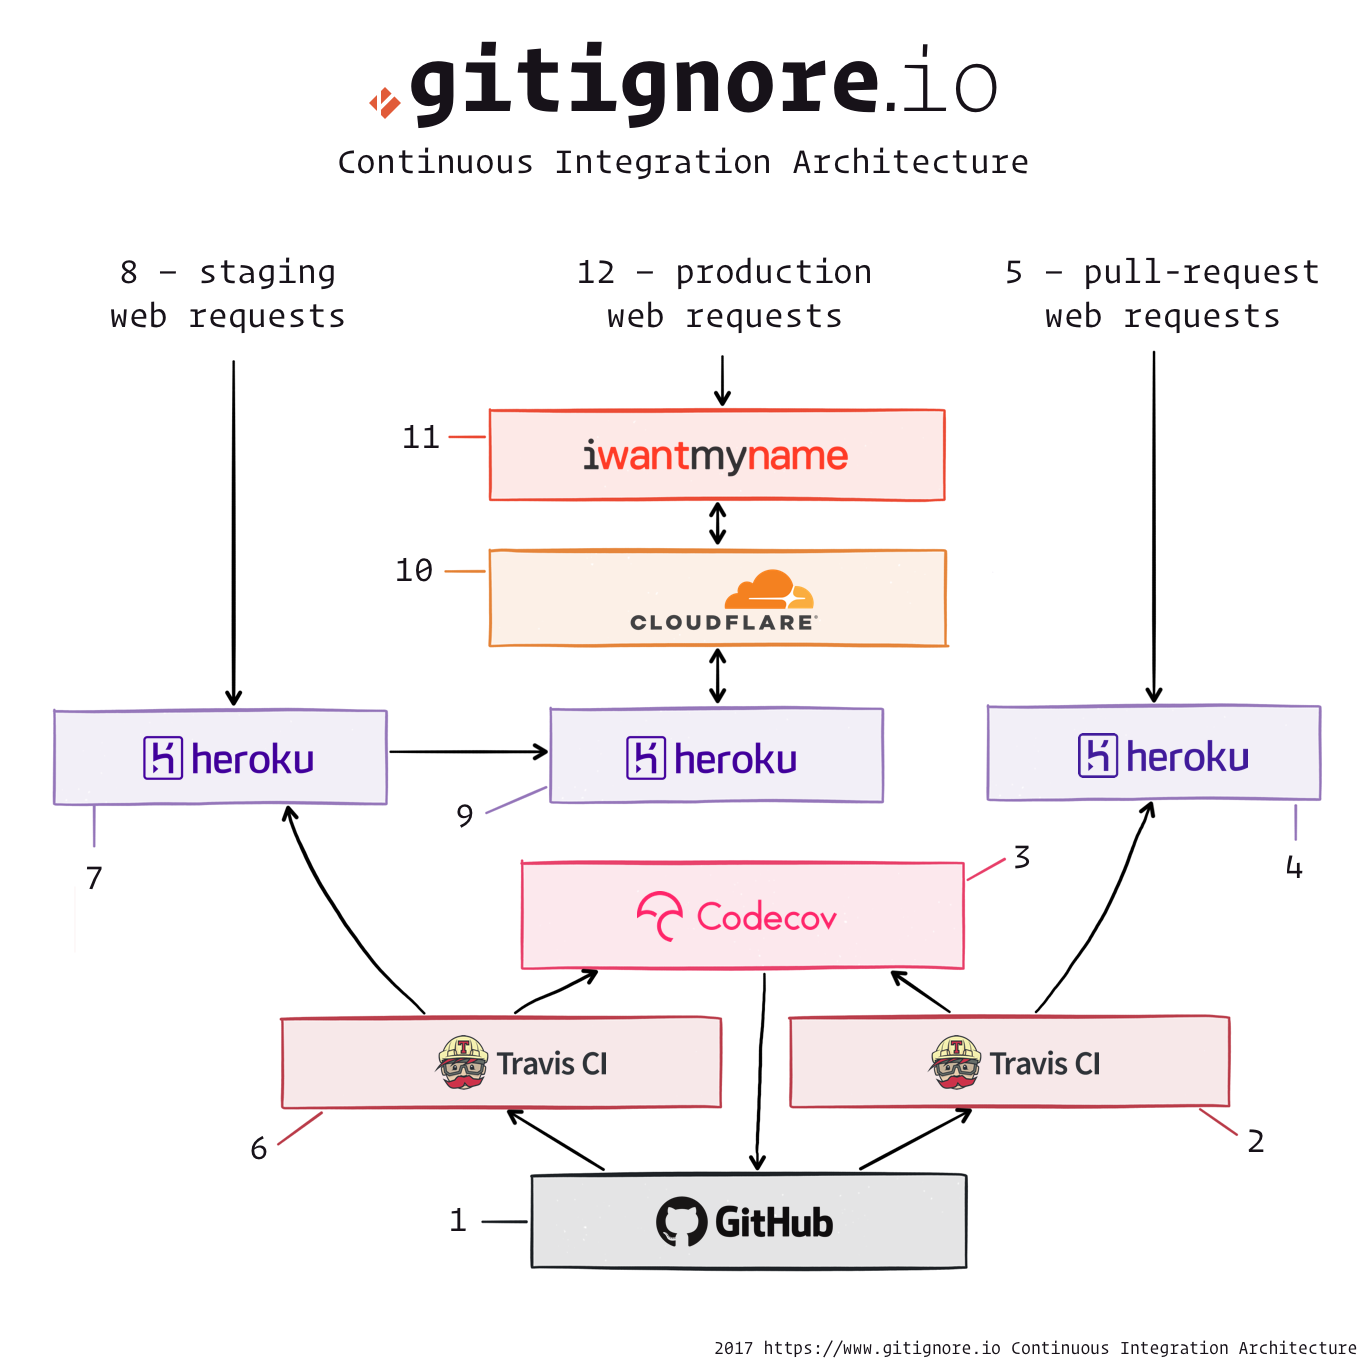 gitignore.io
Continuous Integration Architecture
8 – staging
web requests
12 – production
web requests
5 – pull-request
web requests
11
iwantmyname
10
CLOUDFLARE®
heroku
heroku
heroku
9
7
3
4
Codecov
T Travis CI
T Travis CI
6
2
1
GitHub
2017 https://www.gitignore.io Continuous Integration Architecture